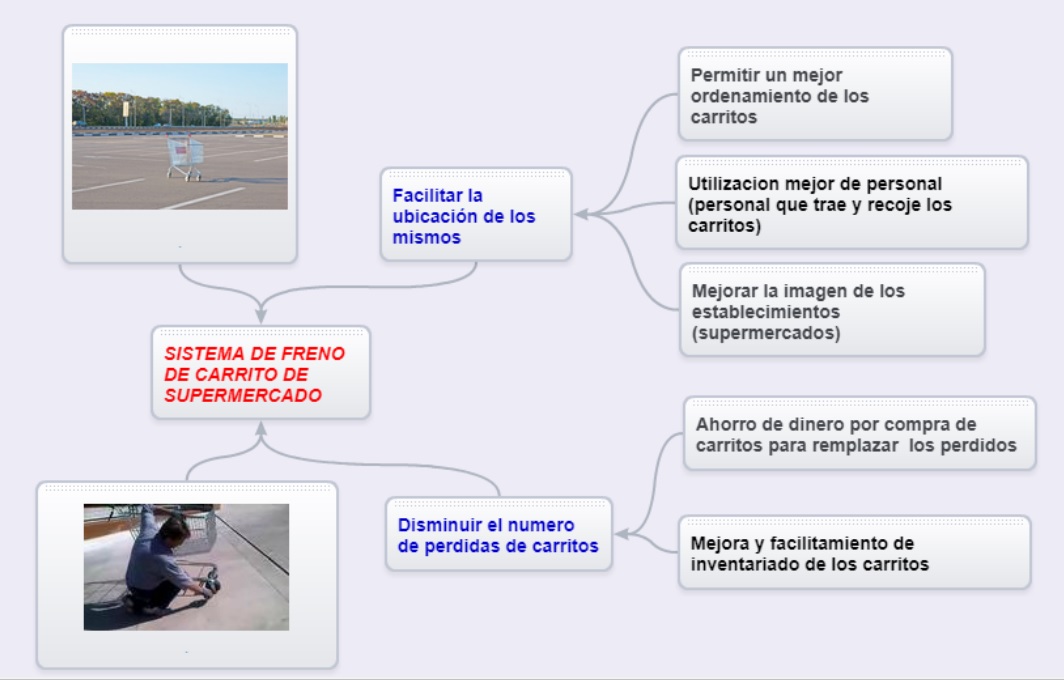 Permitir un mejor
ordenamiento de los
carritos
Facilitar la
ubicación de los
mismos
Utilizacion mejor de personal
(personal que trae y recoje los
carritos)
Mejorar la imagen de los
establecimientos
(supermercados)
SISTEMA DE FRENO
DE CARRITO DE
SUPERMERCADO
Ahorro de dinero por compra de
carritos para remplazar  los perdidos
Disminuir el numero
de perdidas de carritos
Mejora y facilitamiento de
inventariado de los carritos